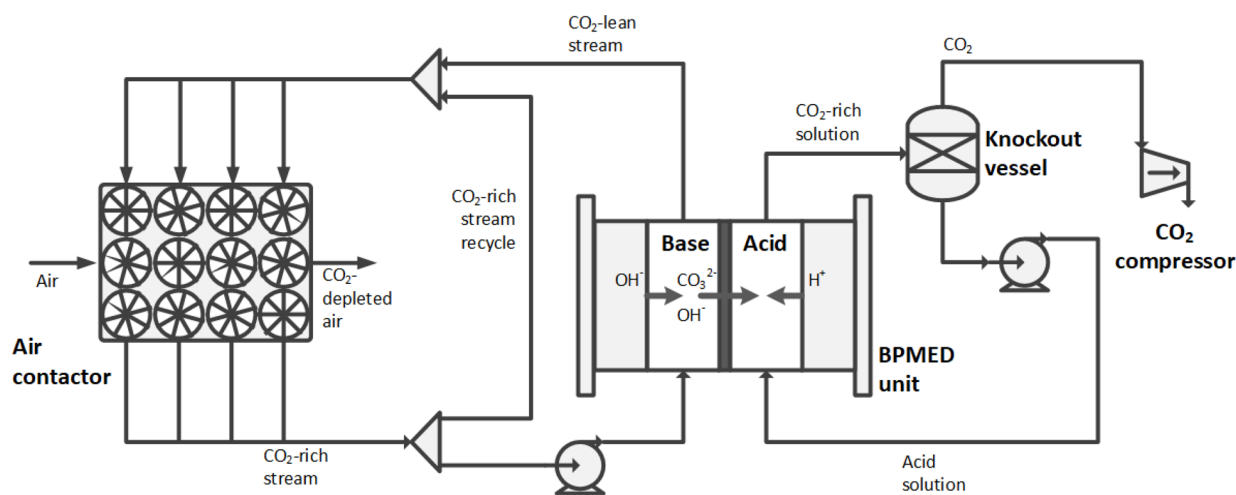 CO₂-lean
stream
CO₂
CO₂-rich
solution
Knockout
vessel
CO₂-rich
stream
recycle
CO₂
compressor
Base
Acid
Air
CO₂-
depleted
air
OH⁻
CO₃²⁻
OH⁻
H⁺
Air
contactor
BPMED
unit
CO₂-rich
stream
Acid
solution